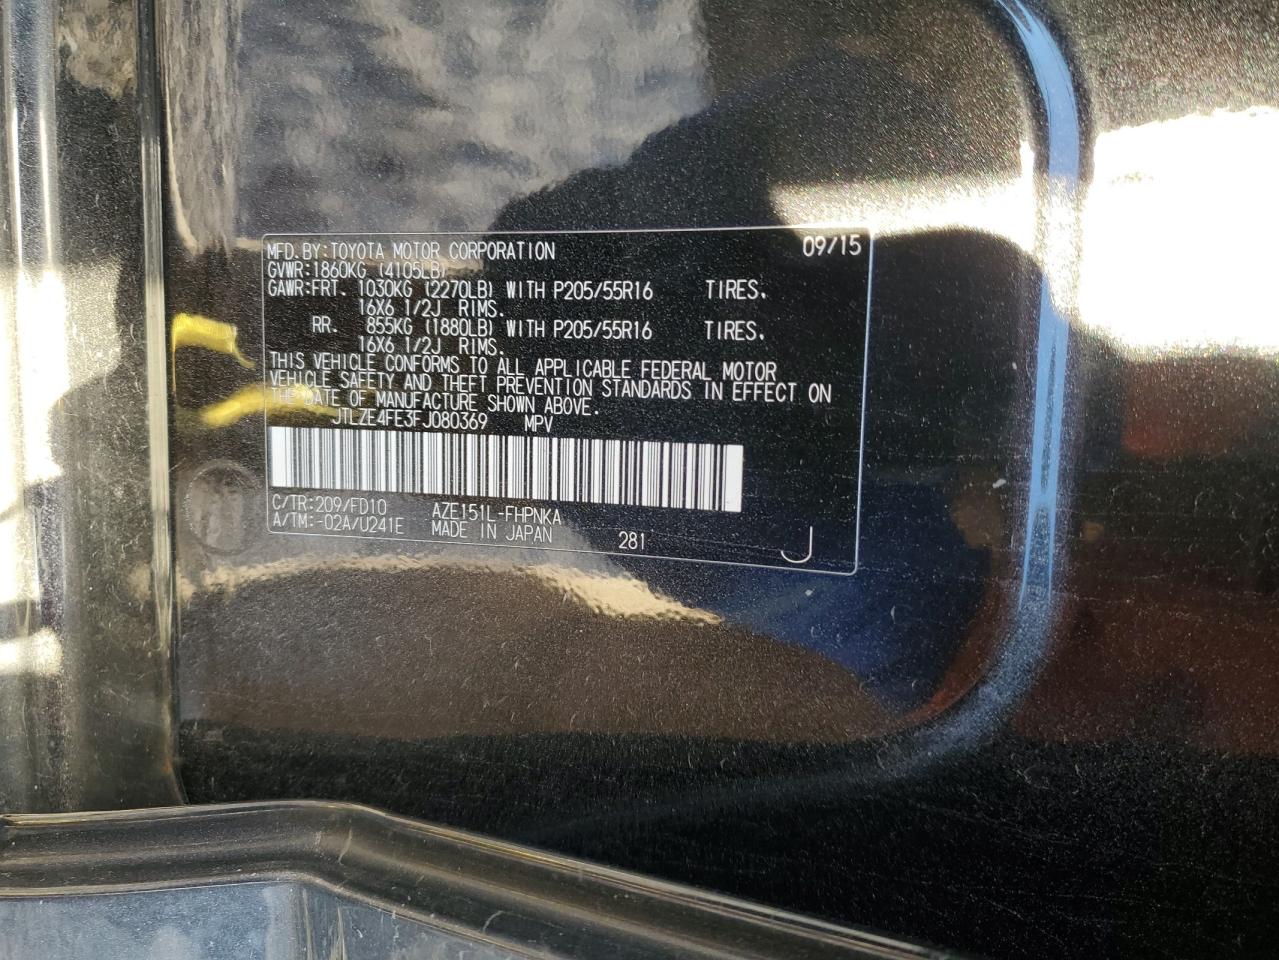 MFD.BY:TOYOTA MOTOR CORPORATION 09/15
GVWR:1860KG (4105LB)
GAWR:FRT. 1030KG (2270LB) WITH P205/55R16 TIRES.
16X6 1/2J RIMS.
RR. 855KG (1880LB) WITH P205/55R16 TIRES.
16X6 1/2J RIMS.
THIS VEHICLE CONFORMS TO ALL APPLICABLE FEDERAL MOTOR
VEHICLE SAFETY AND THEFT PREVENTION STANDARDS IN EFFECT ON
THE DATE OF MANUFACTURE SHOWN ABOVE.
JTLZE4FE3FJ080369 MPV
C/TR:209/FD10 AZE151L-FHPNKA
A/TM:-02A/U241E MADE IN JAPAN 281 J